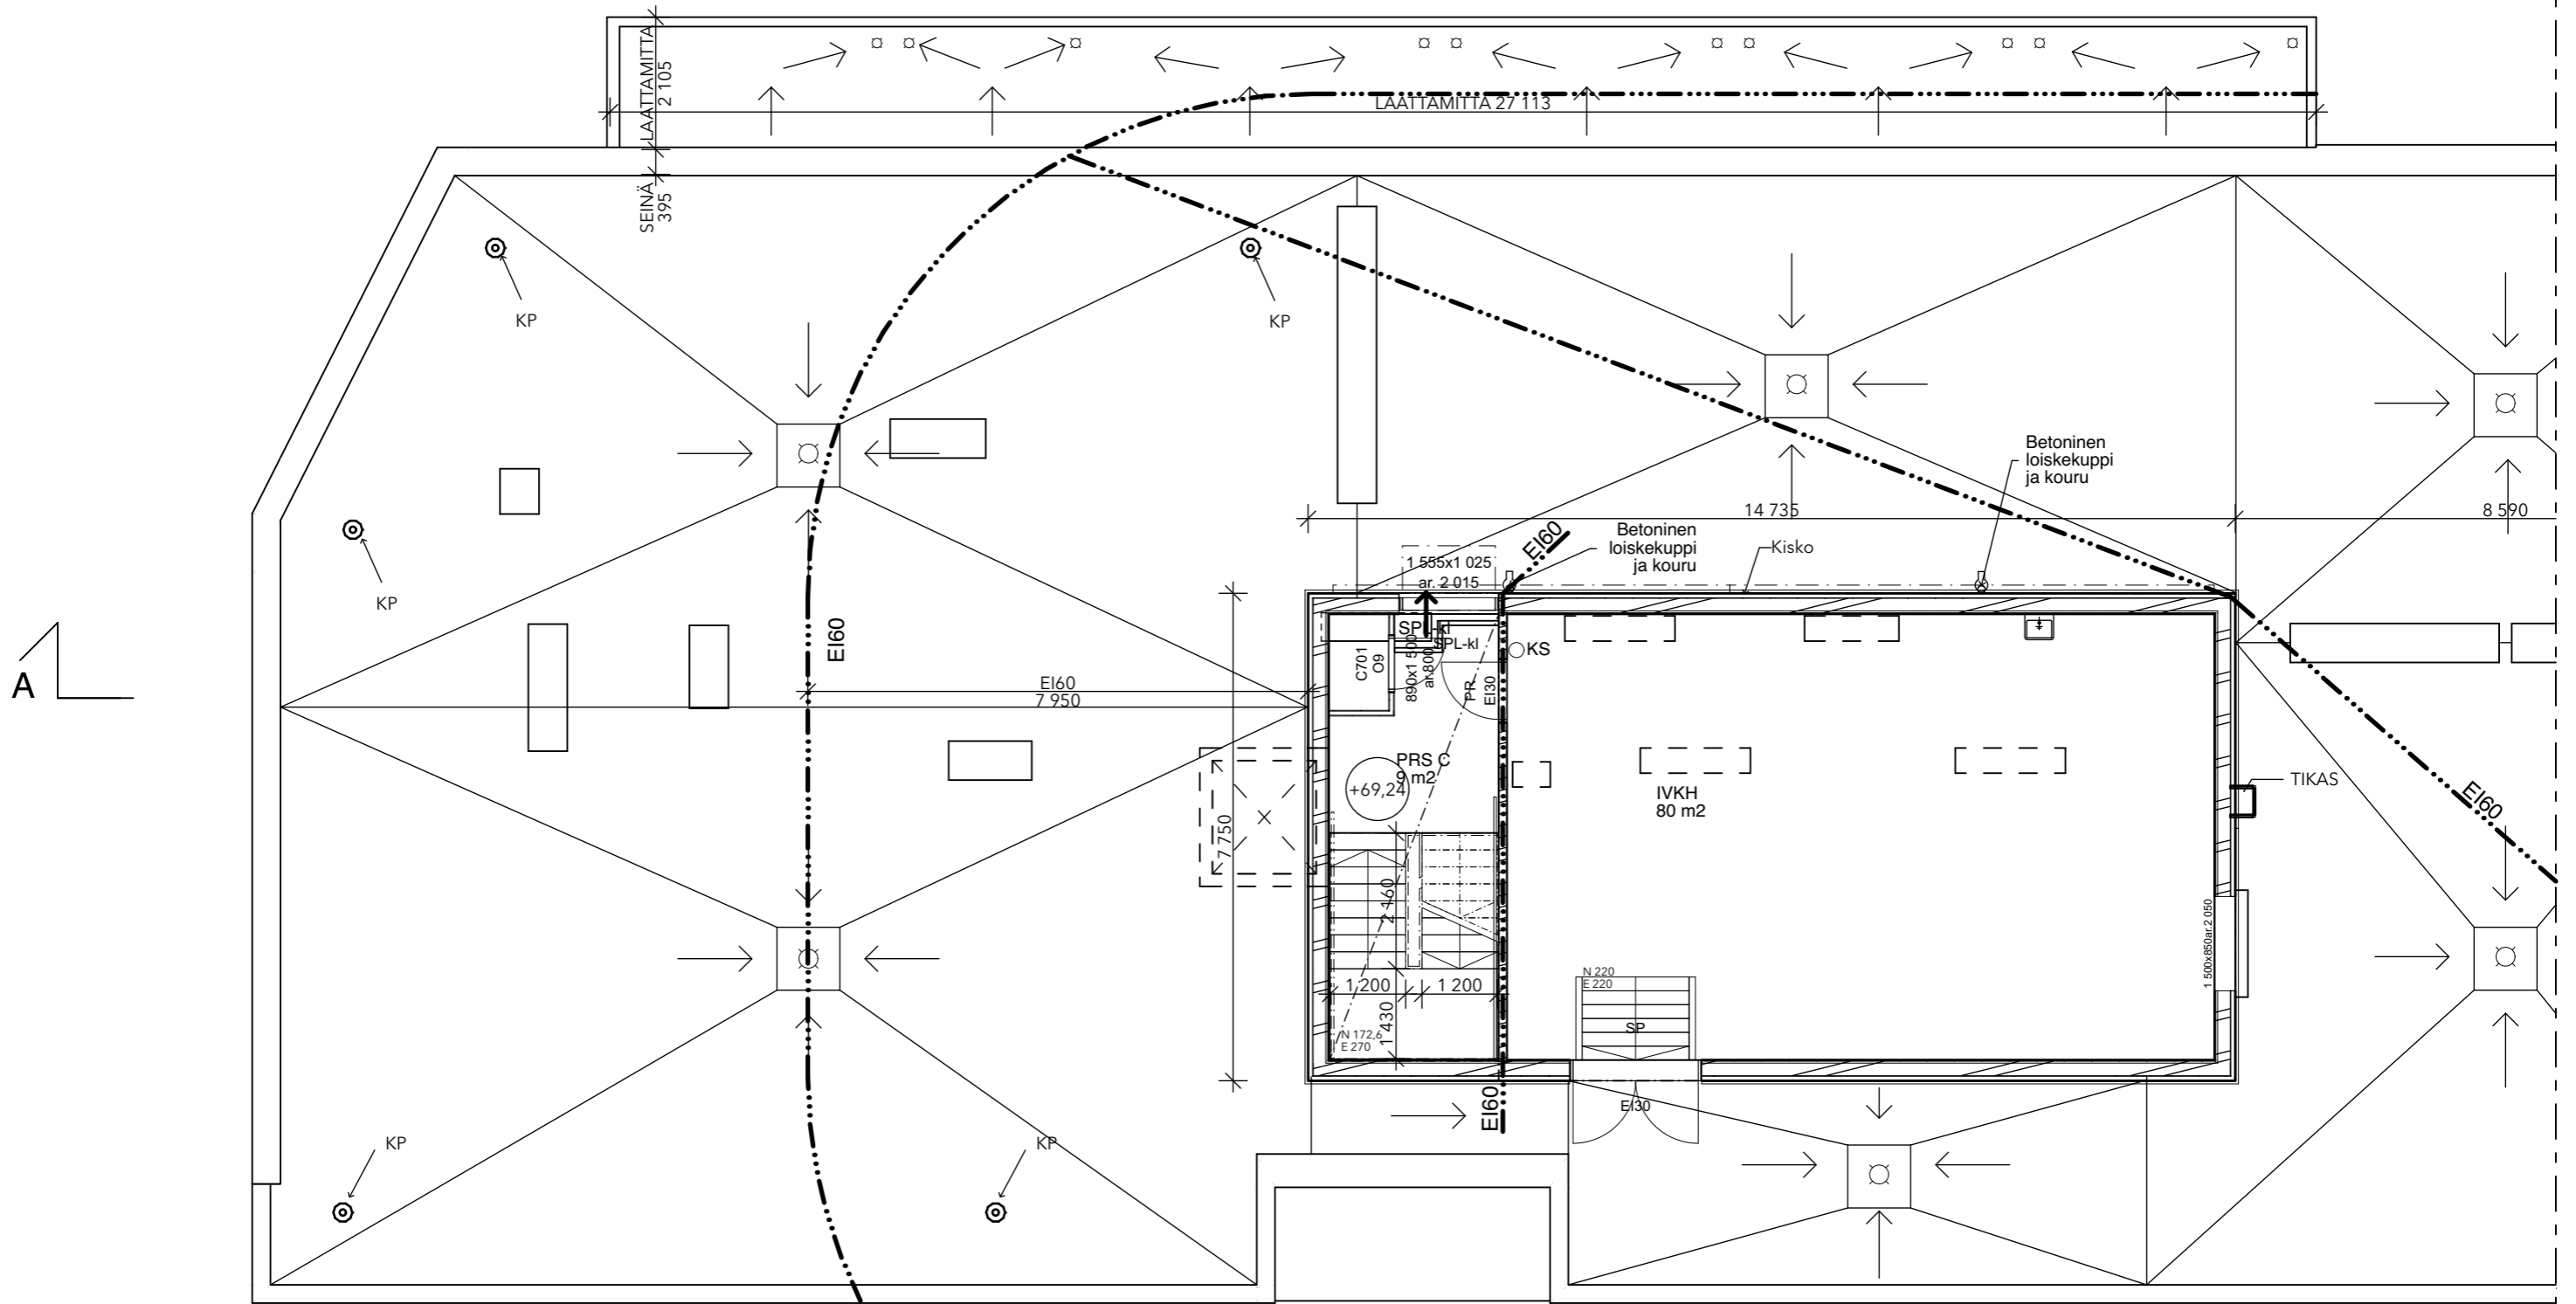 LAATTAMITTA
2 105
LAATTAMITTA 27 113
SEINÄ
395
KP
KP
Betoninen
loiskekuppi
ja kouru
14 735
8 590
EI60
Betoninen
loiskekuppi
ja kouru
Kisko
1 555x1 025
ar. 2 015
KP
EI60
SPL-kl
SPL-kl
KS
C701
O9
890x1 500
ar.800
PR
EI30
A
EI60
7 950
PRS C
9 m2
+69,24
IVKH
80 m2
TIKAS
EI60
7 750
2 160
1 500x850ar.2 050
N 220
E 220
1 200
1 200
SP
1 430
N 172,6
E 270
EI60
EI30
KP
KP